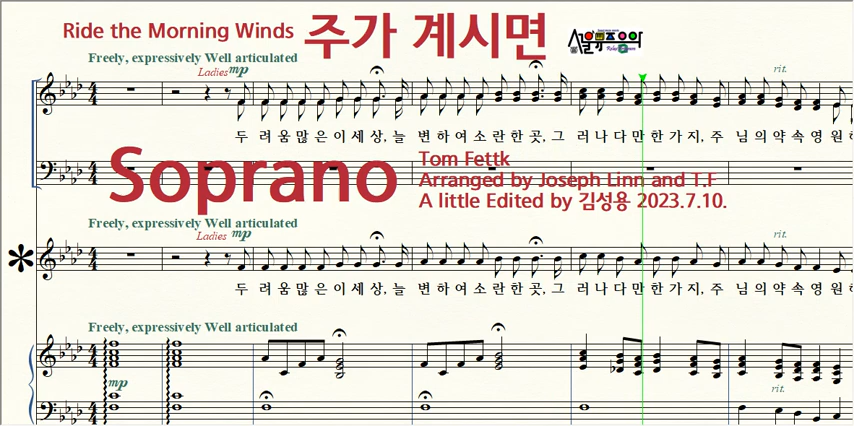 Ride the Morning Winds 주가 계시면
Freely, expressively Well articulated
Ladies mp
rit.
두 려 움 많 은 이 세 상, 늘 변 하 여 소 란 한 곳, 그 러 나 다 만 한 가 지, 주 님 의 약 속 영 원
Soprano
Tom Fettk
Arranged by Joseph Linn and T.F
A little Edited by 김성용 2023.7.10.
Freely, expressively Well articulated
Ladies mp
rit.
두 려 움 많 은 이 세 상, 늘 변 하 여 소 란 한 곳, 그 러 나 다 만 한 가 지, 주 님 의 약 속 영 원
Freely, expressively Well articulated
mp
rit.